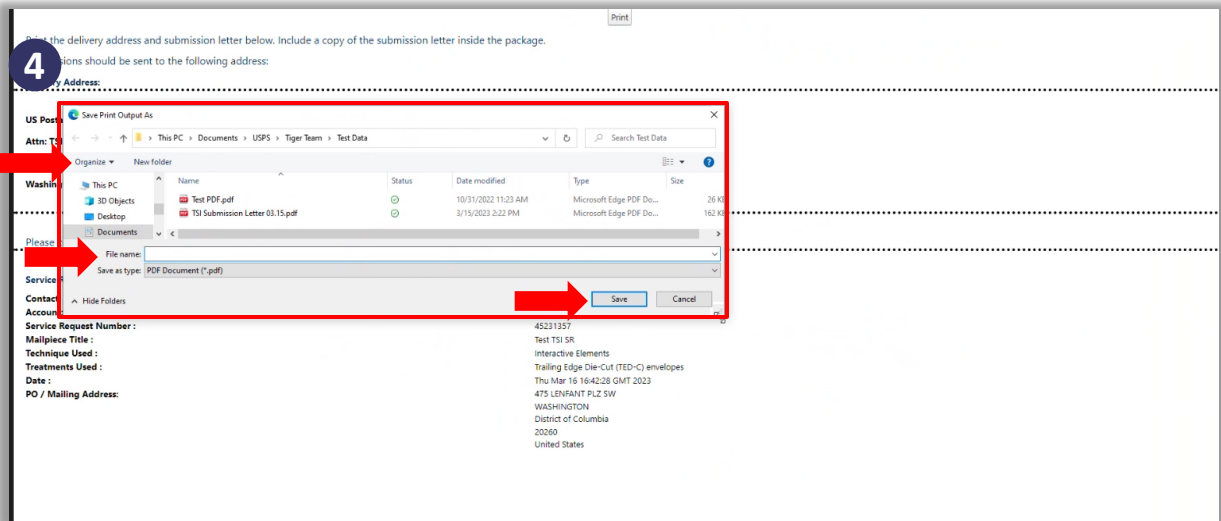 Print
Print the delivery address and submission letter below. Include a copy of the submission letter inside the package.
4
sions should be sent to the following address:
Address:
US Post
Attn: TSI
Washin
Please
Service
Contact
Account
Save Print Output As
This PC > Documents > USPS > Tiger Team > Test Data
Search Test Data
Organize New folder
This PC
3D Objects
Desktop
Documents
Name Status Date modified Type Size
Test PDF.pdf 10/31/2022 11:23 AM Microsoft Edge PDF Do... 26 KB
TSI Submission Letter 03.15.pdf 3/15/2023 2:22 PM Microsoft Edge PDF Do... 162 KB
File name:
Save as type: PDF Document (*.pdf)
Hide Folders Save Cancel
Service Request Number : 45231357
Mailpiece Title : Test TSI SR
Technique Used : Interactive Elements
Treatments Used : Trailing Edge Die-Cut (TED-C) envelopes
Date : Thu Mar 16 16:42:28 GMT 2023
PO / Mailing Address: 475 LENFANT PLZ SW
WASHINGTON
District of Columbia
20260
United States